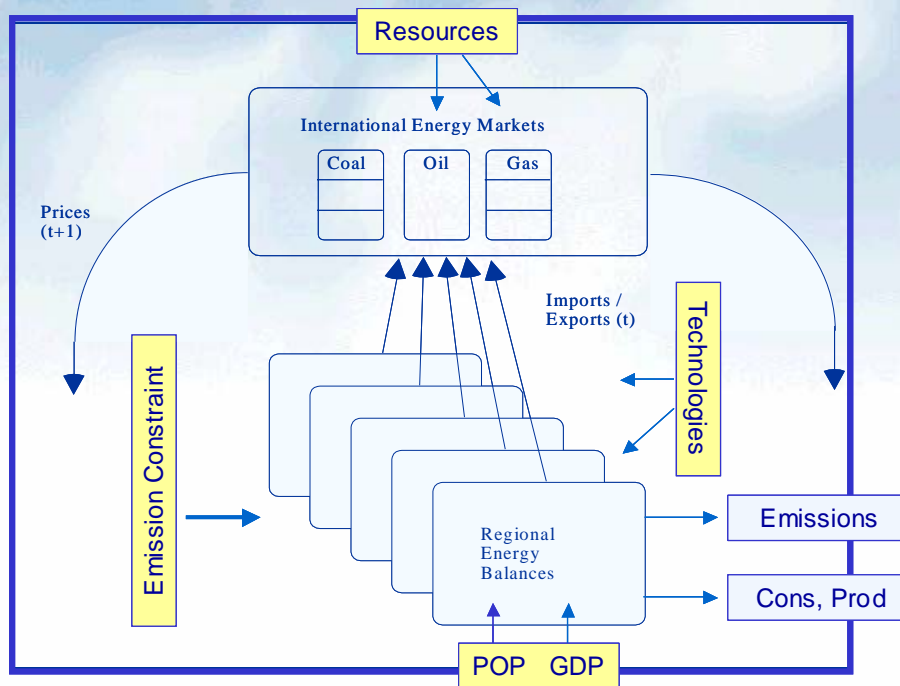 Resources
International Energy Markets
Coal
Oil
Gas
Prices
(t+1)
Imports /
Exports (t)
Technologies
Emission Constraint
Regional
Energy
Balances
Emissions
Cons, Prod
POP GDP